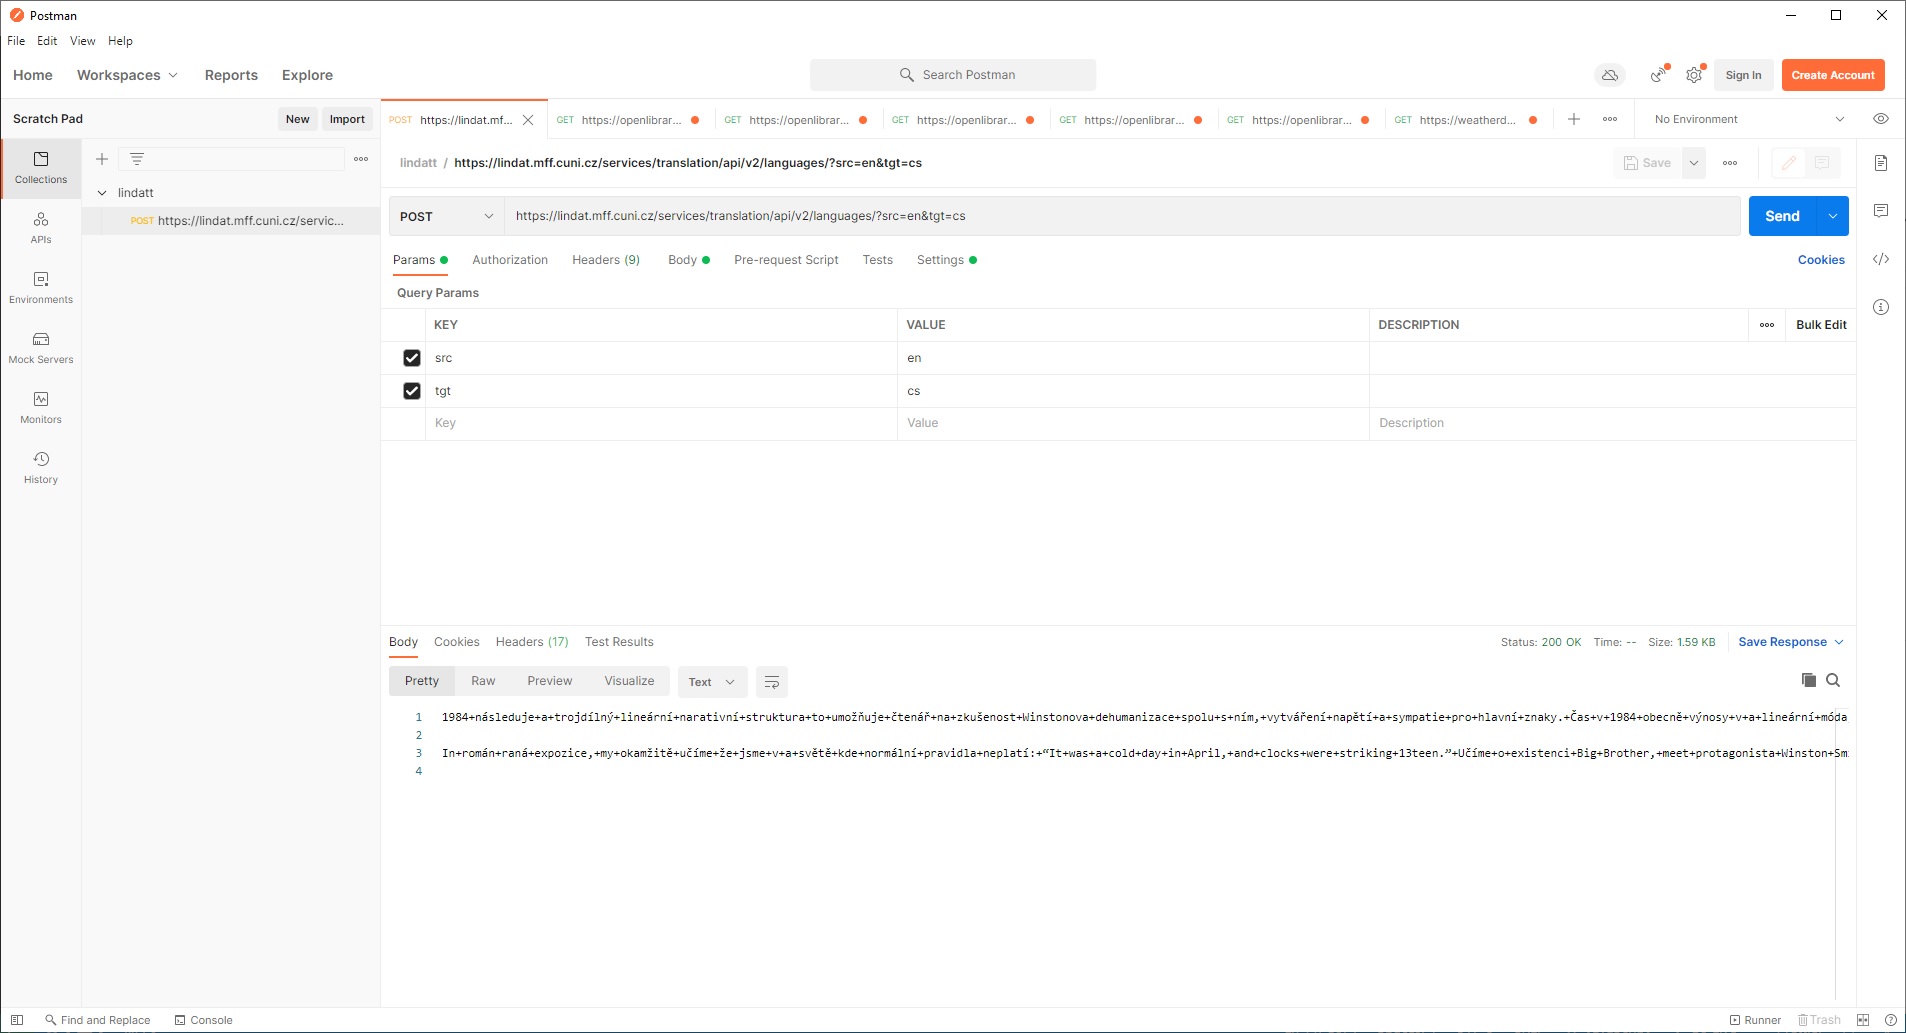 Postman
File Edit View Help
Home Workspaces Reports Explore
Search Postman
Sign In Create Account
Scratch Pad New Import
POST https://lindat.mf... GET https://openlibrar... GET https://openlibrar... GET https://openlibrar... GET https://openlibrar... GET https://openlibrar... GET https://weatherd...
No Environment
Collections
APIs
Environments
Mock Servers
Monitors
History
lindatt
POST https://lindat.mff.cuni.cz/servic...
lindatt / https://lindat.mff.cuni.cz/services/translation/api/v2/languages/?src=en&tgt=cs
Save
POST https://lindat.mff.cuni.cz/services/translation/api/v2/languages/?src=en&tgt=cs
Send
Params Authorization Headers (9) Body Pre-request Script Tests Settings Cookies
Query Params
KEY VALUE DESCRIPTION Bulk Edit
src en
tgt cs
Key Value Description
Body Cookies Headers (17) Test Results
Status: 200 OK Time: -- Size: 1.59 KB Save Response
Pretty Raw Preview Visualize Text
1 1984+následuje+a+trojdílný+lineární+narativní+struktura+to+umožňuje+čtenář+na+zkušenost+Winstonova+dehumanizace+spolu+s+ním,+vytváření+napětí+a+sympatie+pro+hlavní+znaky.+Čas+v+1984+obecně+výnosy+v+a+lineární+móda
2
3 In+román+raná+expozice,+my+okamžitě+učíme+že+jsme+v+a+světě+kde+normální+pravidla+neplatí:+“It+was+a+cold+day+in+April,+and+clocks+were+striking+13teen.”+Učíme+o+existenci+Big+Brother,+meet+protagonista+Winston+Smi
4
Find and Replace Console
Runner Trash